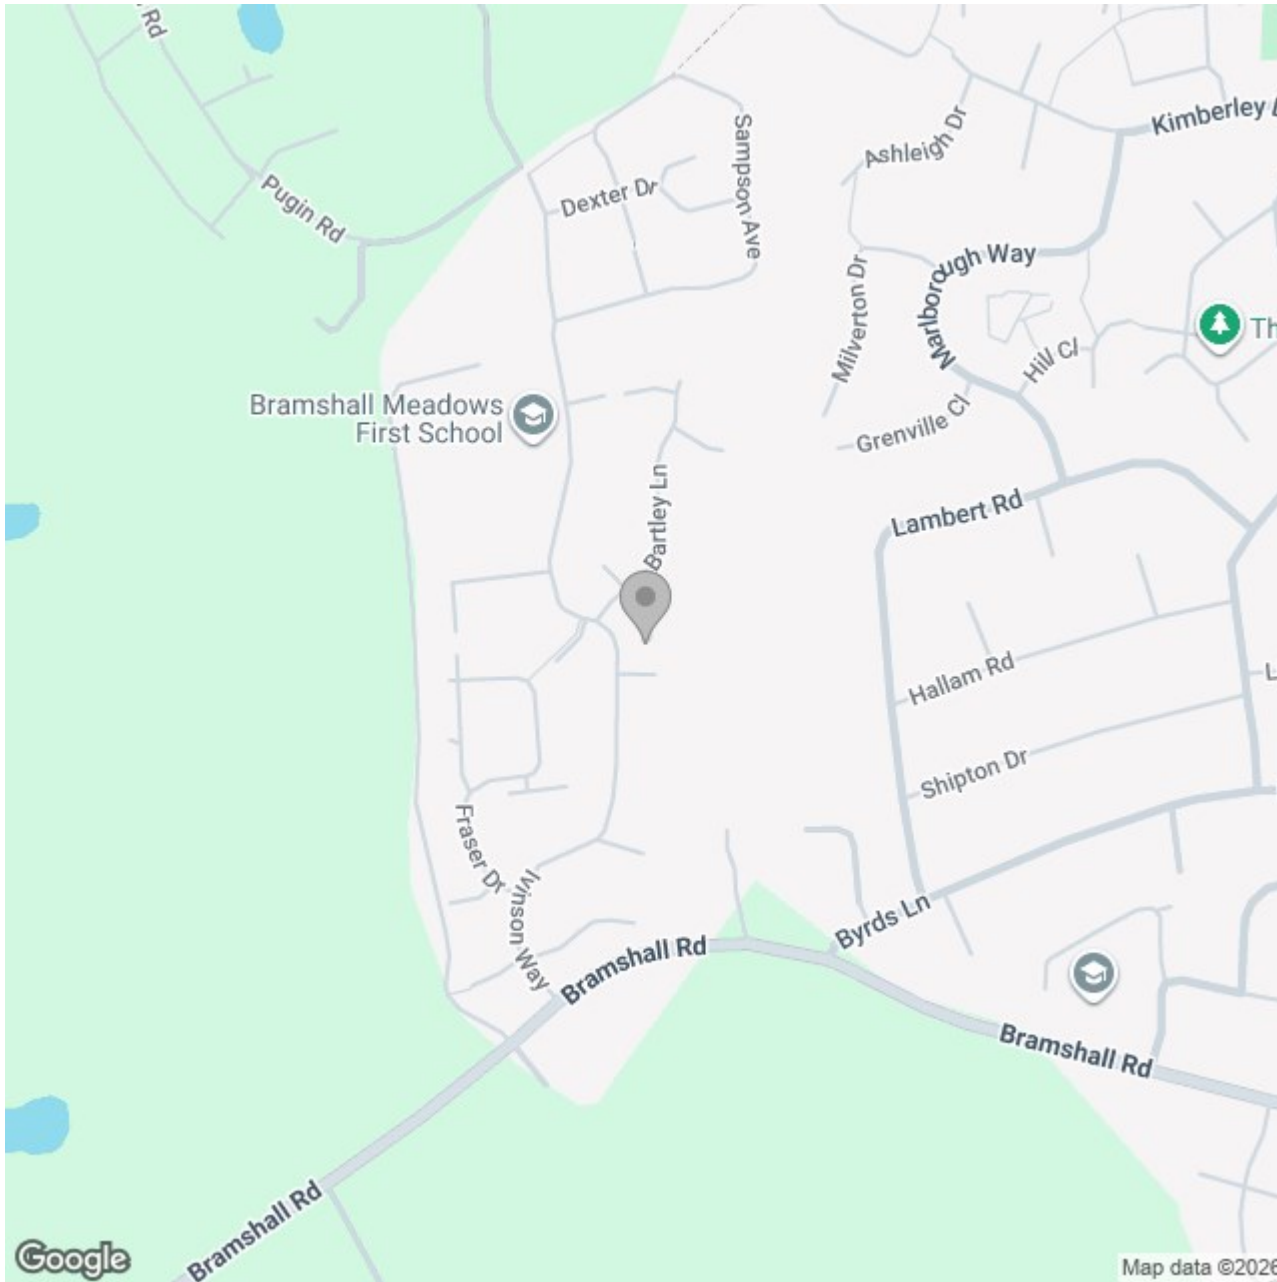 Rd
Pugin Rd
Dexter Dr
Sampson Ave
Ashleigh Dr
Kimberley
Marlborough Way
Milverton Dr
Hill Cl
Th
Grenville Cl
Bramshall Meadows
First School
Bartley Ln
Lambert Rd
Hallam Rd
L
Shipton Dr
Fraser Dr
Ivinson Way
Byrds Ln
Bramshall Rd
Bramshall Rd
Bramshall Rd
Google
Map data ©2026